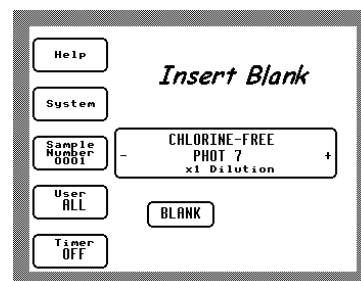 Help
Insert Blank
System
Sample
Number
0001
CHLORINE-FREE
- PHOT 7 +
x1 Dilution
User
ALL
BLANK
Timer
OFF